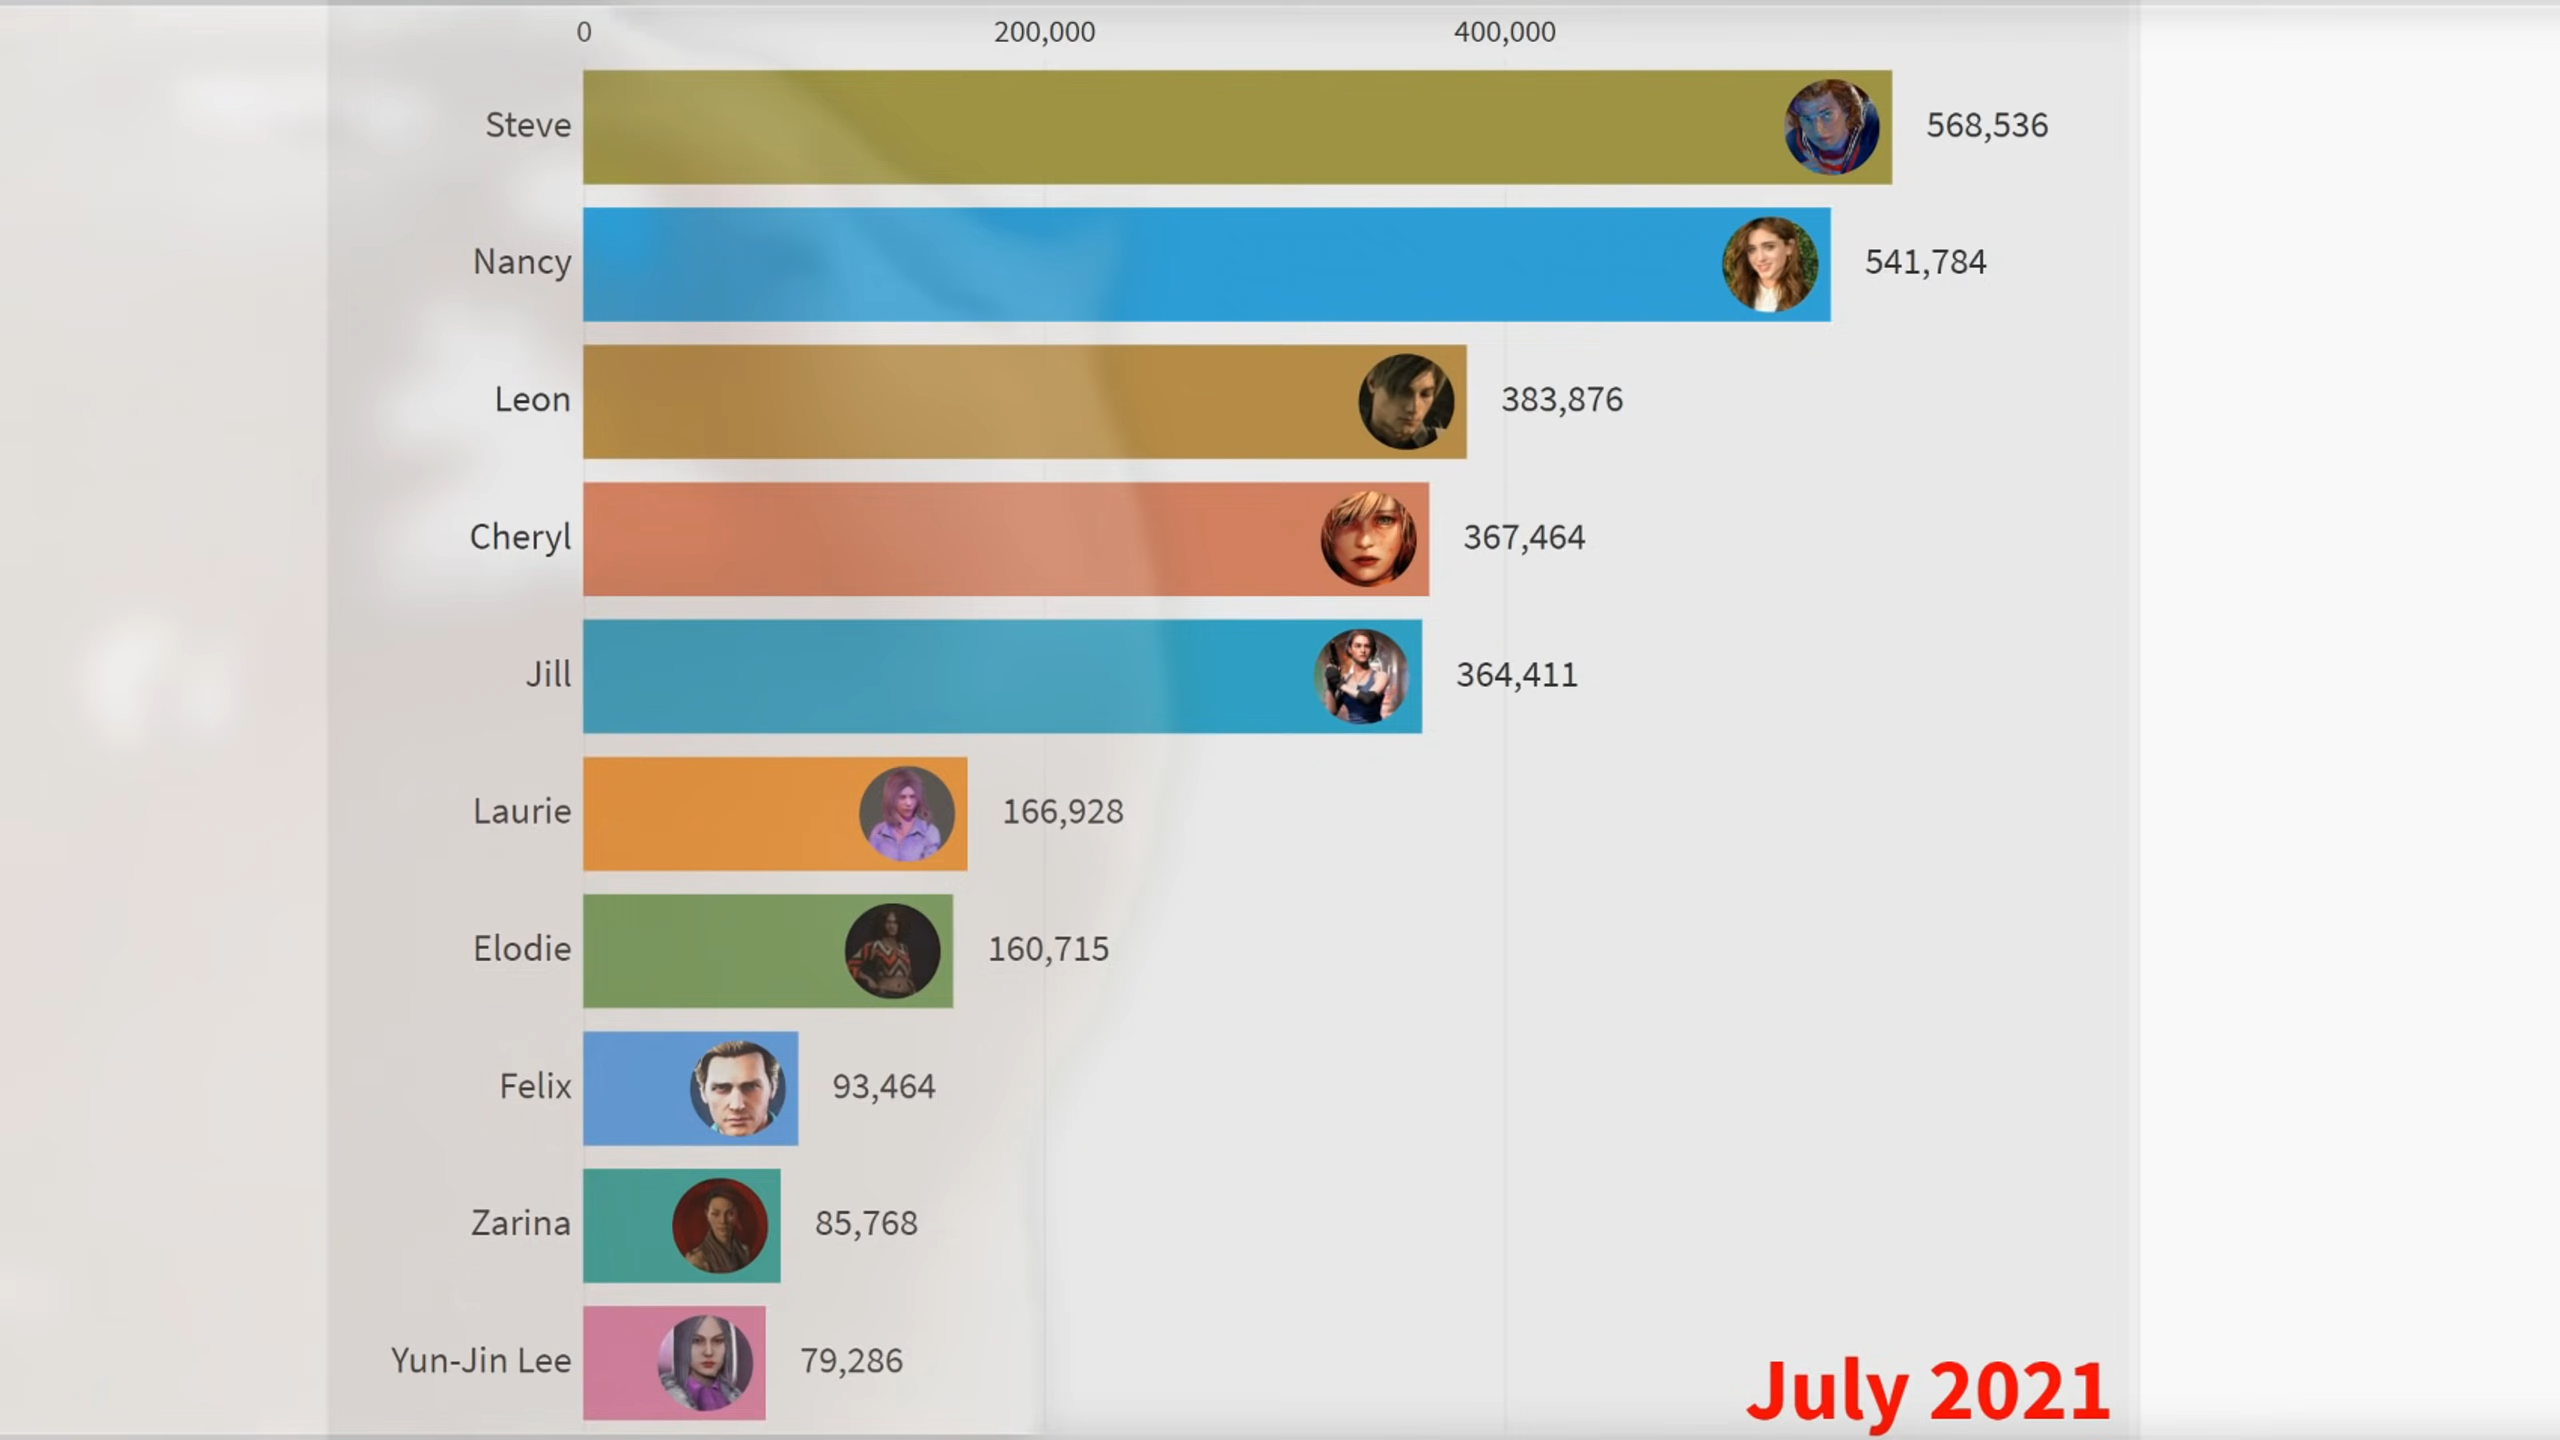 0 200,000 400,000
Steve 568,536
Nancy 541,784
Leon 383,876
Cheryl 367,464
Jill 364,411
Laurie 166,928
Elodie 160,715
Felix 93,464
Zarina 85,768
Yun-Jin Lee 79,286
July 2021